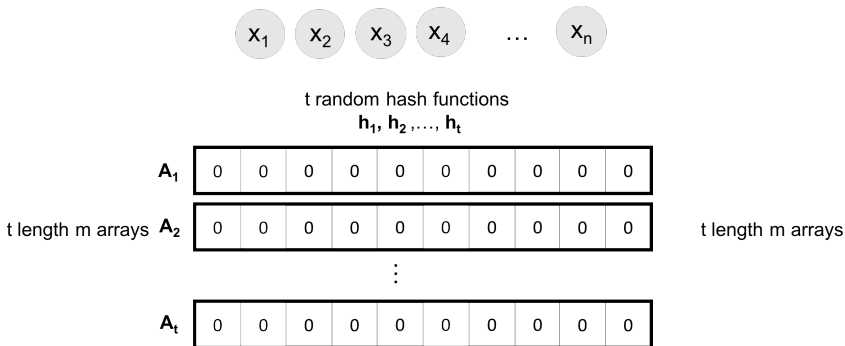 x1 x2 x3 x4 … xn
t random hash functions
h1, h2 ,…, ht
A1 0 0 0 0 0 0 0 0 0 0
t length m arrays A2 0 0 0 0 0 0 0 0 0 0 t length m arrays
⋮
At 0 0 0 0 0 0 0 0 0 0